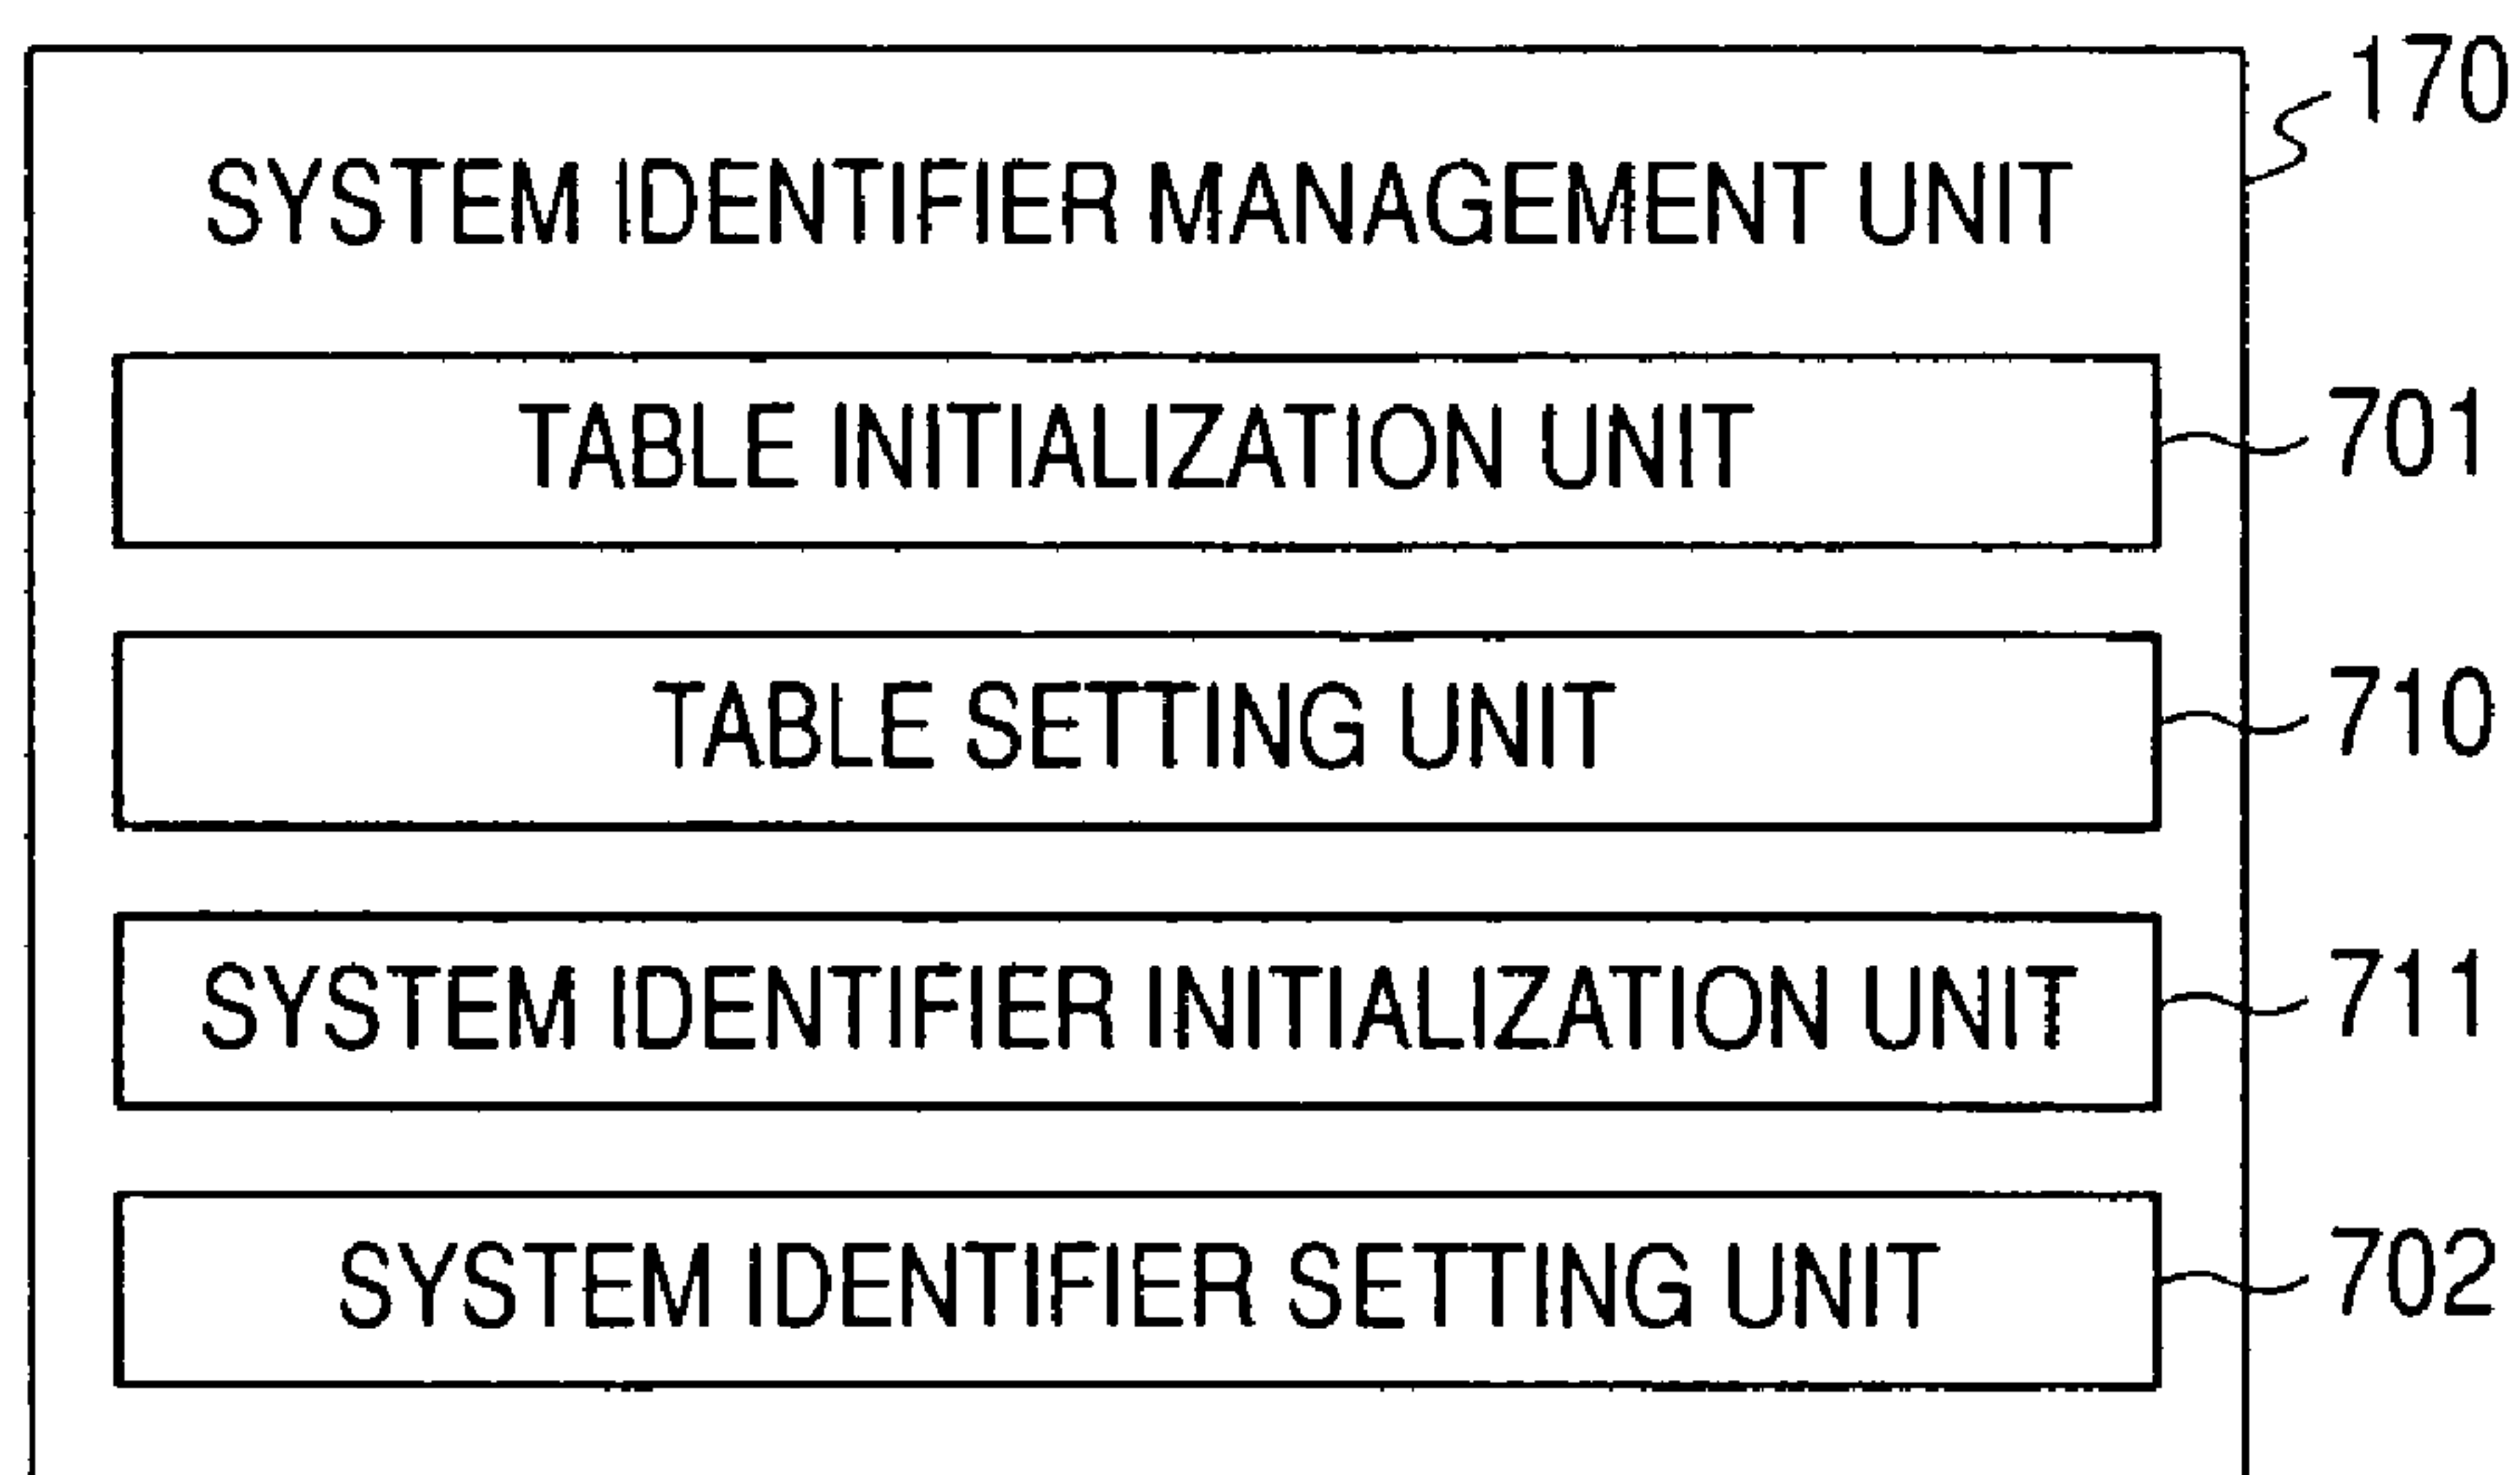 170
SYSTEM IDENTIFIER MANAGEMENT UNIT
TABLE INITIALIZATION UNIT 701
TABLE SETTING UNIT 710
SYSTEM IDENTIFIER INITIALIZATION UNIT 711
SYSTEM IDENTIFIER SETTING UNIT 702